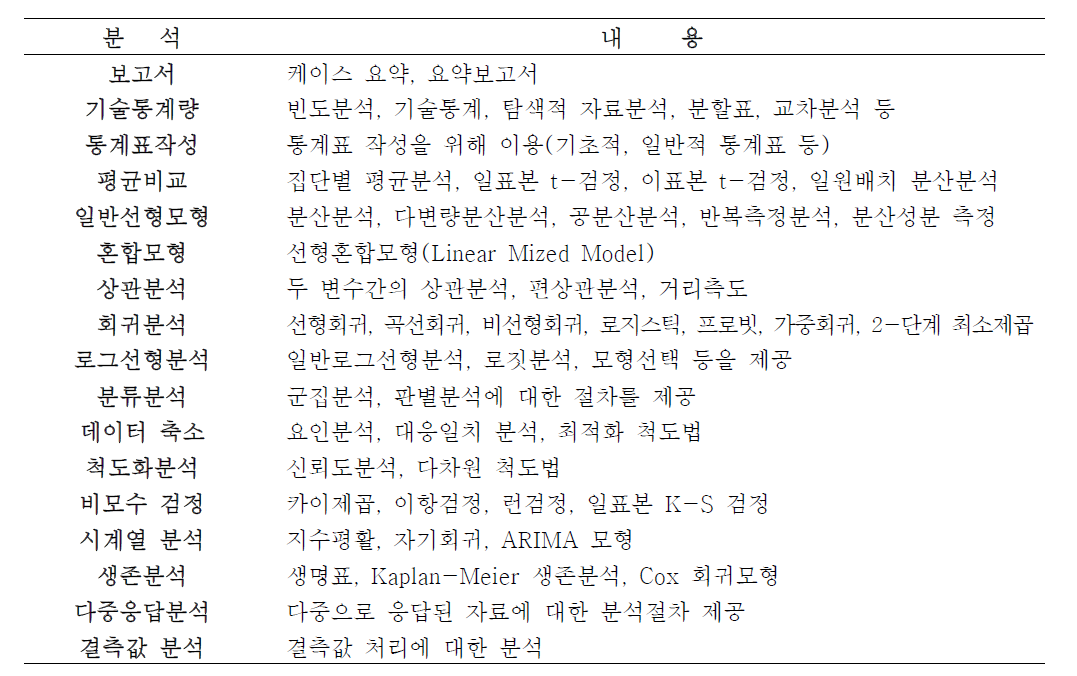 분 석 내 용
보고서 케이스 요약, 요약보고서
기술통계량 빈도분석, 기술통계, 탐색적 자료분석, 분할표, 교차분석 등
통계표작성 통계표 작성을 위해 이용(기초적, 일반적 통계표 등)
평균비교 집단별 평균분석, 일표본 t-검정, 이표본 t-검정, 일원배치 분산분석
일반선형모형 분산분석, 다변량분산분석, 공분산분석, 반복측정분석, 분산성분 측정
혼합모형 선형혼합모형(Linear Mized Model)
상관분석 두 변수간의 상관분석, 편상관분석, 거리측도
회귀분석 선형회귀, 곡선회귀, 비선형회귀, 로지스틱, 프로빗, 가중회귀, 2-단계 최소제곱
로그선형분석 일반로그선형분석, 로짓분석, 모형선택 등을 제공
분류분석 군집분석, 판별분석에 대한 절차를 제공
데이터 축소 요인분석, 대응일치 분석, 최적화 척도법
척도화분석 신뢰도분석, 다차원 척도법
비모수 검정 카이제곱, 이항검정, 런검정, 일표본 K-S 검정
시계열 분석 지수평활, 자기회귀, ARIMA 모형
생존분석 생명표, Kaplan-Meier 생존분석, Cox 회귀모형
다중응답분석 다중으로 응답된 자료에 대한 분석절차 제공
결측값 분석 결측값 처리에 대한 분석